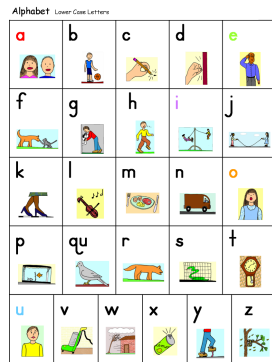 Alphabet Lower Case Letters
a b c d e
f g h i j
k l m n o
p qu r s t
u v w x y z